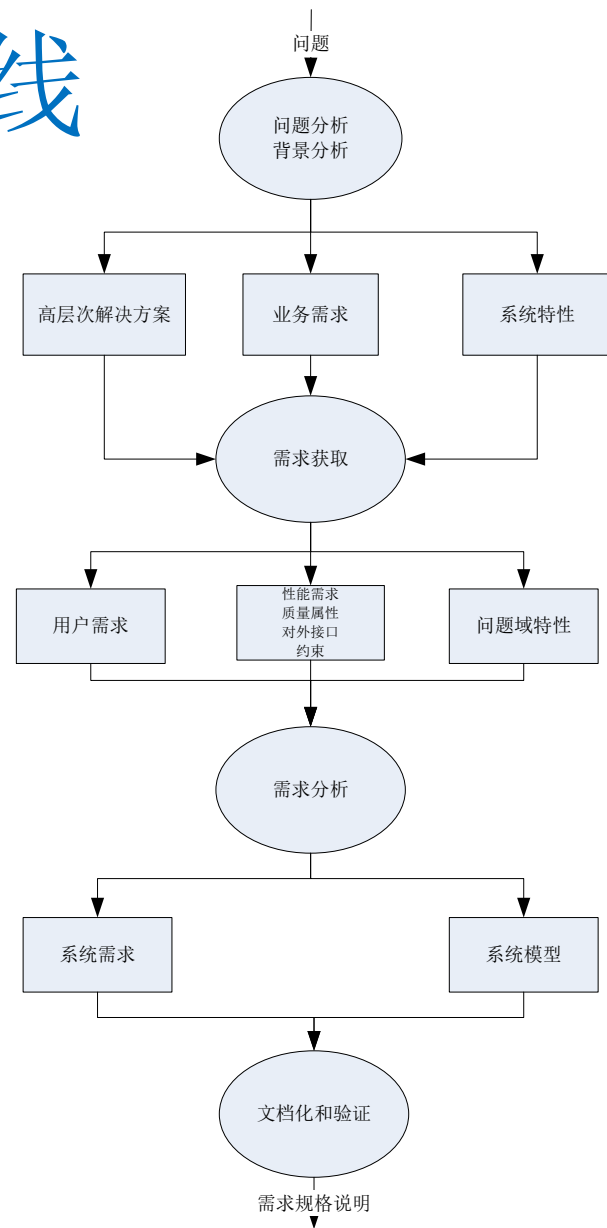 线
问题
问题分析
背景分析
高层次解决方案
业务需求
系统特性
需求获取
用户需求
性能需求
质量属性
对外接口
约束
问题域特性
需求分析
系统需求
系统模型
文档化和验证
需求规格说明